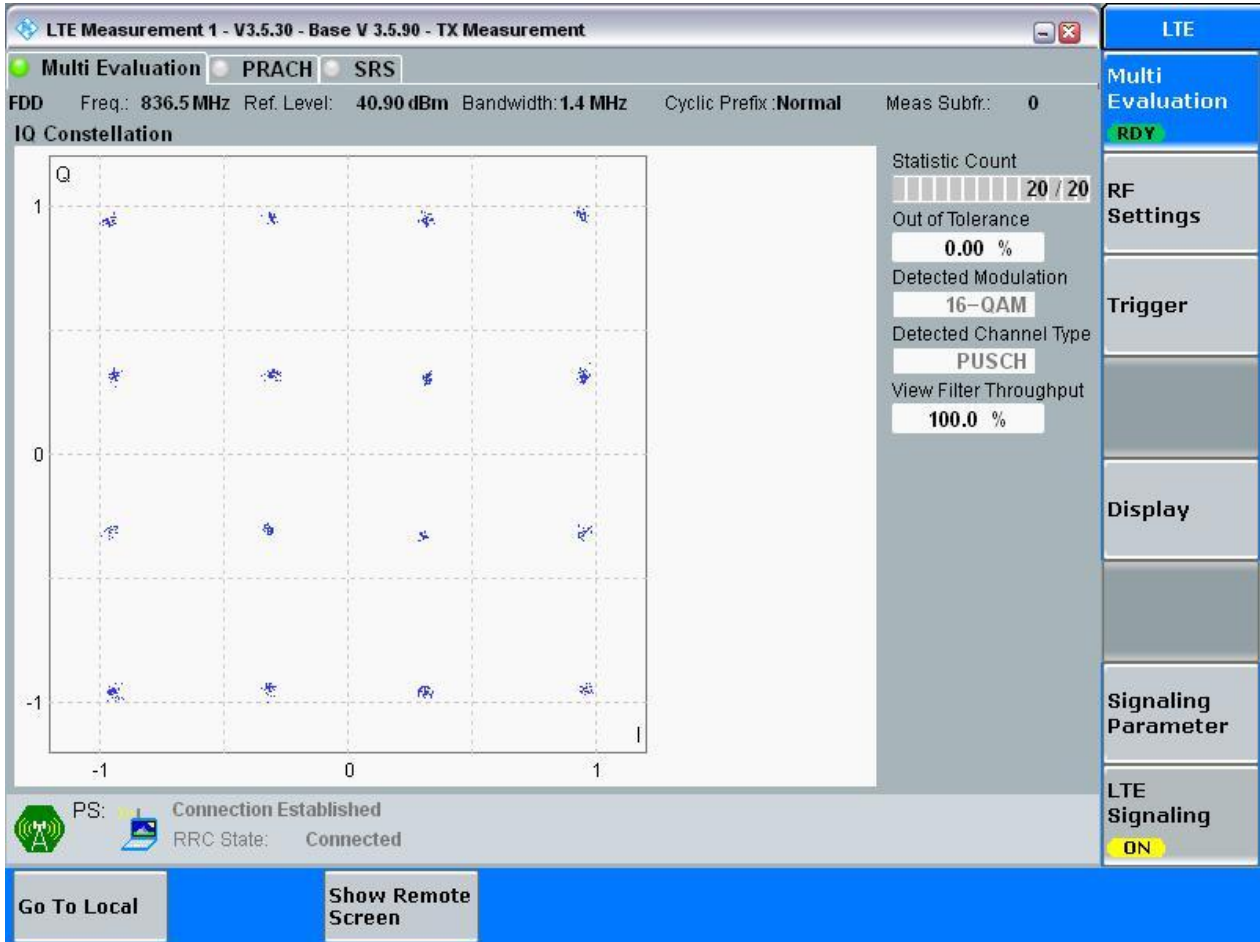 LTE Measurement 1 - V3.5.30 - Base V 3.5.90 - TX Measurement
LTE
Multi Evaluation PRACH SRS
FDD Freq.: 836.5 MHz Ref. Level: 40.90 dBm Bandwidth: 1.4 MHz Cyclic Prefix : Normal Meas Subfr.: 0
IQ Constellation
Q
1
0
-1
-1 0 1
I
Statistic Count
20 / 20
Out of Tolerance
0.00 %
Detected Modulation
16-QAM
Detected Channel Type
PUSCH
View Filter Throughput
100.0 %
Multi
Evaluation
RDY
RF
Settings
Trigger
Display
Signaling
Parameter
LTE
Signaling
ON
PS: Connection Established
RRC State: Connected
Go To Local
Show Remote
Screen